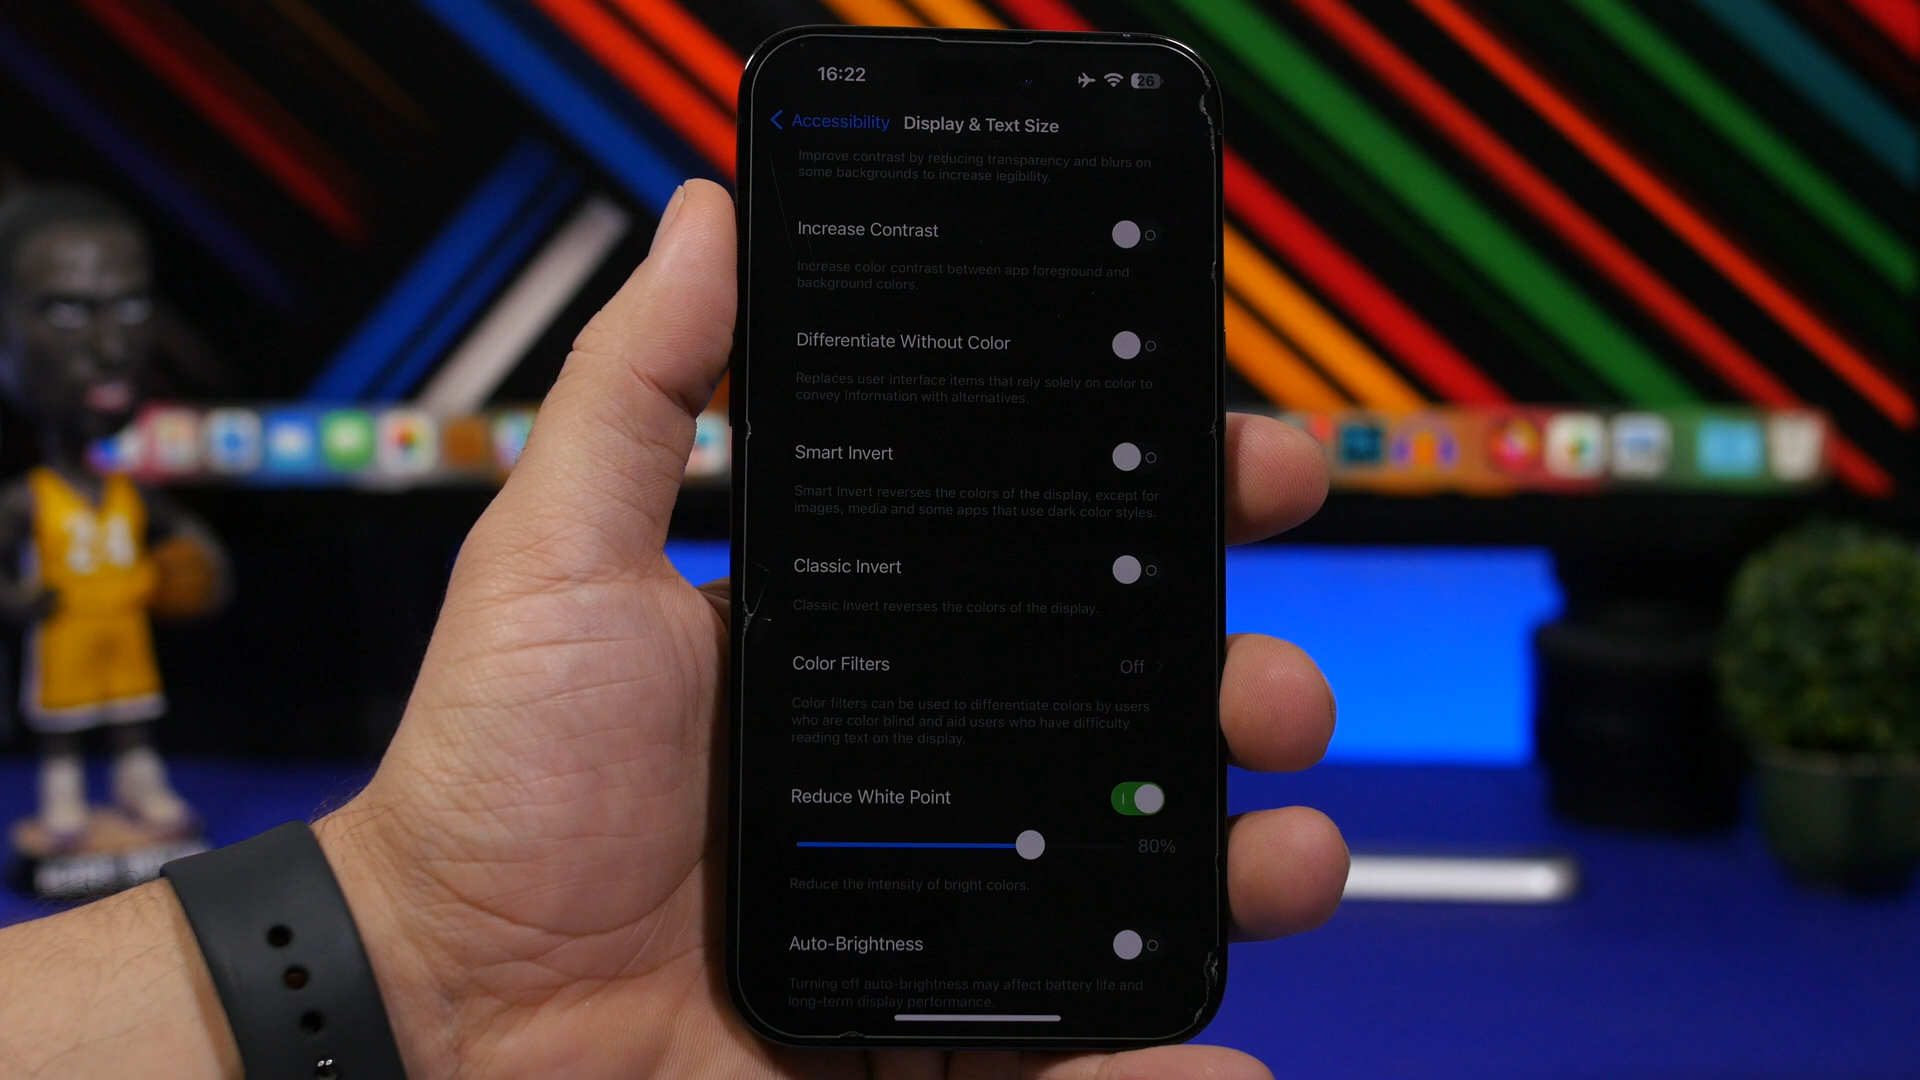 16:22
26
Accessibility
Display & Text Size
Improve contrast by reducing transparency and blurs on
some backgrounds to increase legibility.
Increase Contrast
Increase color contrast between app foreground and
background colors.
Differentiate Without Color
Replaces user interface items that rely solely on color to
convey information with alternatives.
Smart Invert
Smart Invert reverses the colors of the display, except for
images, media and some apps that use dark color styles.
Classic Invert
Classic Invert reverses the colors of the display.
Color Filters
Off
Color filters can be used to differentiate colors by users
who are color blind and aid users who have difficulty
reading text on the display.
Reduce White Point
80%
Reduce the intensity of bright colors.
Auto-Brightness
Turning off auto-brightness may affect battery life and
long-term display performance.
24